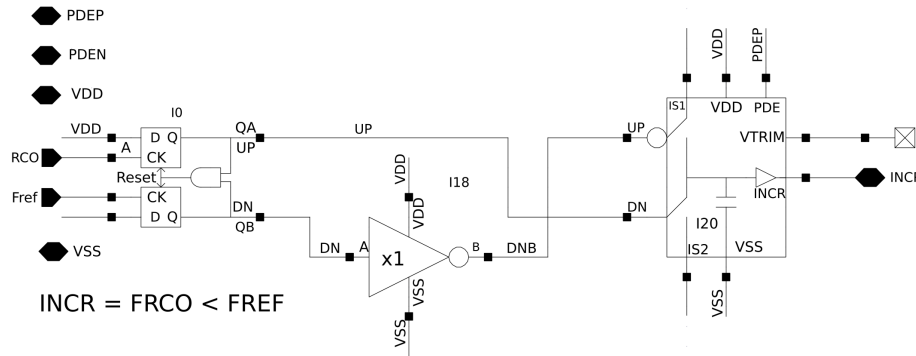 PDEP
PDEN
VDD
VDD
I0
D Q
A
CK
RCO
Reset
Fref
CK
D Q
QA
UP
DN
QB
UP
VSS
INCR = FRCO < FREF
DN
A
x1
VDD
VDD
I18
B
DNB
VSS
VSS
VDD
PDEP
IS1
VDD
PDE
UP
VTRIM
INCR
INCR
DN
I20
IS2
VSS
VSS